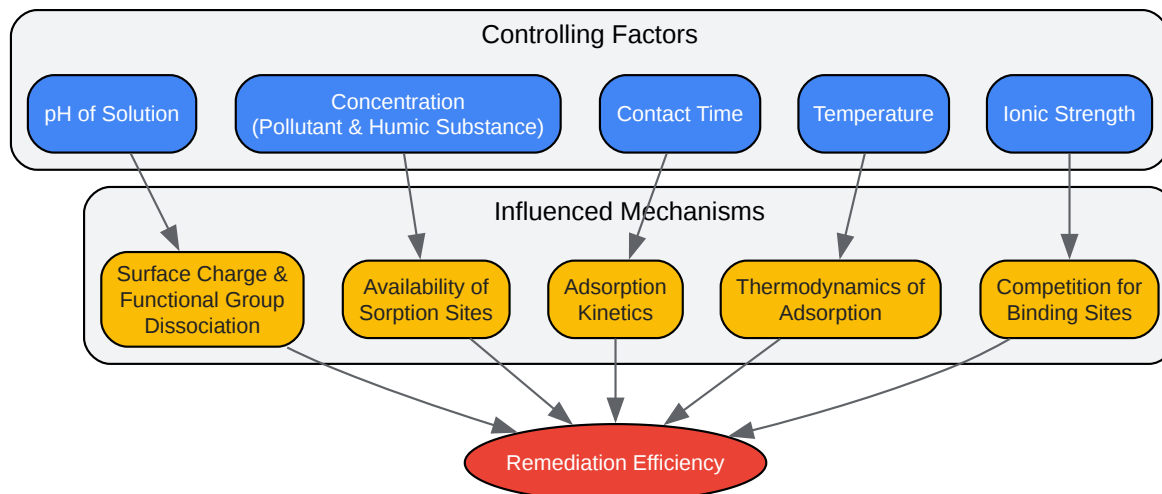 Controlling Factors
pH of Solution
Concentration
(Pollutant & Humic Substance)
Contact Time
Temperature
Ionic Strength
Influenced Mechanisms
Surface Charge &
Functional Group
Dissociation
Availability of
Sorption Sites
Adsorption
Kinetics
Thermodynamics of
Adsorption
Competition for
Binding Sites
Remediation Efficiency